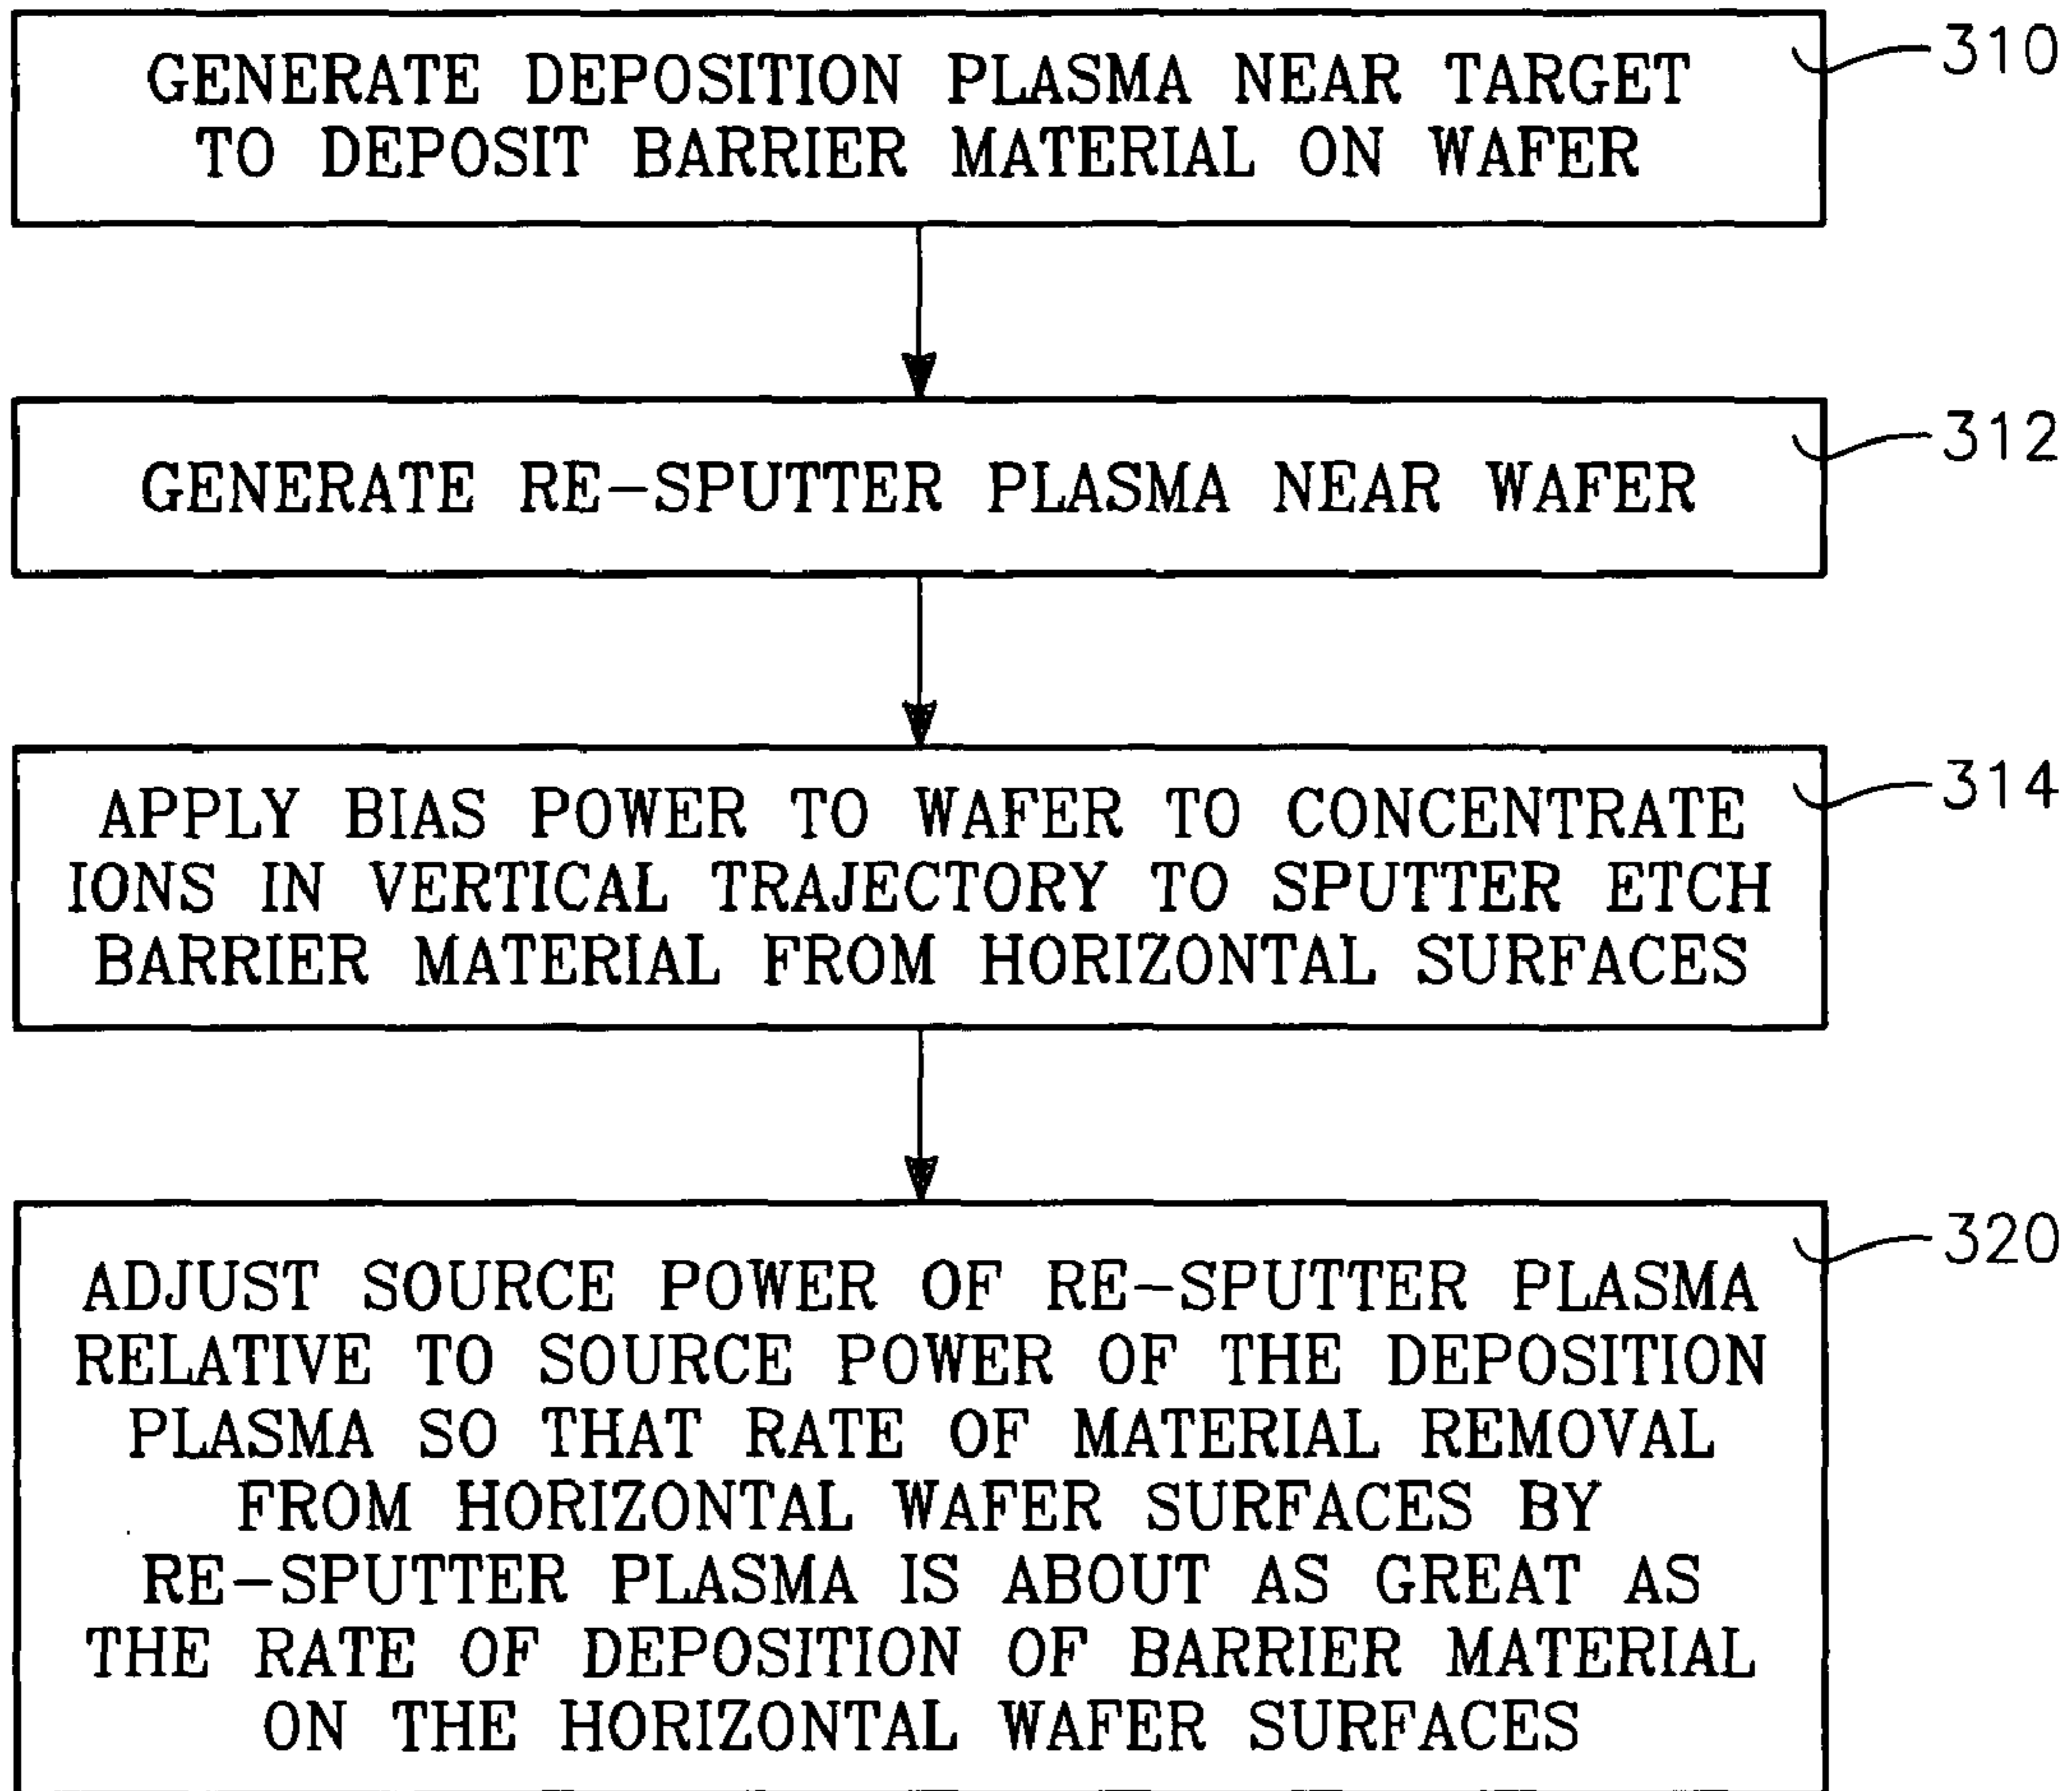 GENERATE DEPOSITION PLASMA NEAR TARGET
TO DEPOSIT BARRIER MATERIAL ON WAFER
310
GENERATE RE-SPUTTER PLASMA NEAR WAFER
312
APPLY BIAS POWER TO WAFER TO CONCENTRATE
IONS IN VERTICAL TRAJECTORY TO SPUTTER ETCH
BARRIER MATERIAL FROM HORIZONTAL SURFACES
314
ADJUST SOURCE POWER OF RE-SPUTTER PLASMA
RELATIVE TO SOURCE POWER OF THE DEPOSITION
PLASMA SO THAT RATE OF MATERIAL REMOVAL
FROM HORIZONTAL WAFER SURFACES BY
RE-SPUTTER PLASMA IS ABOUT AS GREAT AS
THE RATE OF DEPOSITION OF BARRIER MATERIAL
ON THE HORIZONTAL WAFER SURFACES
320